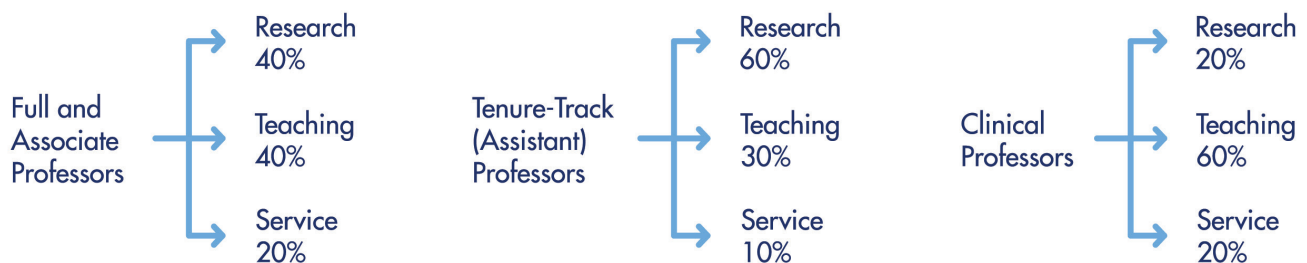 Full and
Associate
Professors
Research
40%
Teaching
40%
Service
20%
Tenure-Track
(Assistant)
Professors
Research
60%
Teaching
30%
Service
10%
Clinical
Professors
Research
20%
Teaching
60%
Service
20%